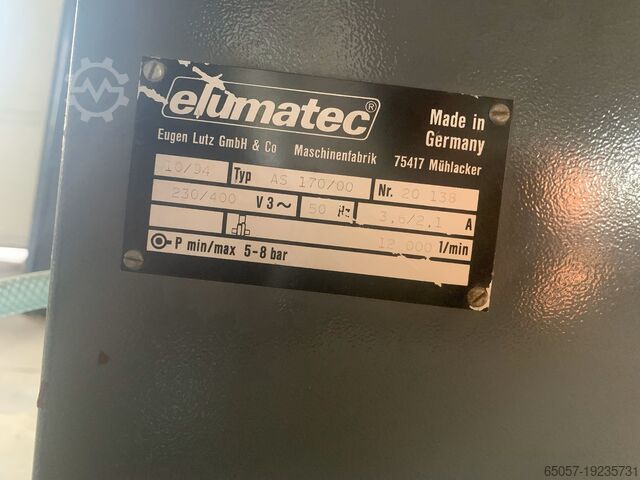 elumatec®
Made in
Germany
Eugen Lutz GmbH & Co Maschinenfabrik 75417 Mühlacker
10/94 Typ AS 170/00 Nr. 20 138
230/400 V 3~ 50 Hz 3,6/2,1 A
12 000 1/min
P min/max 5-8 bar
65057-19235731